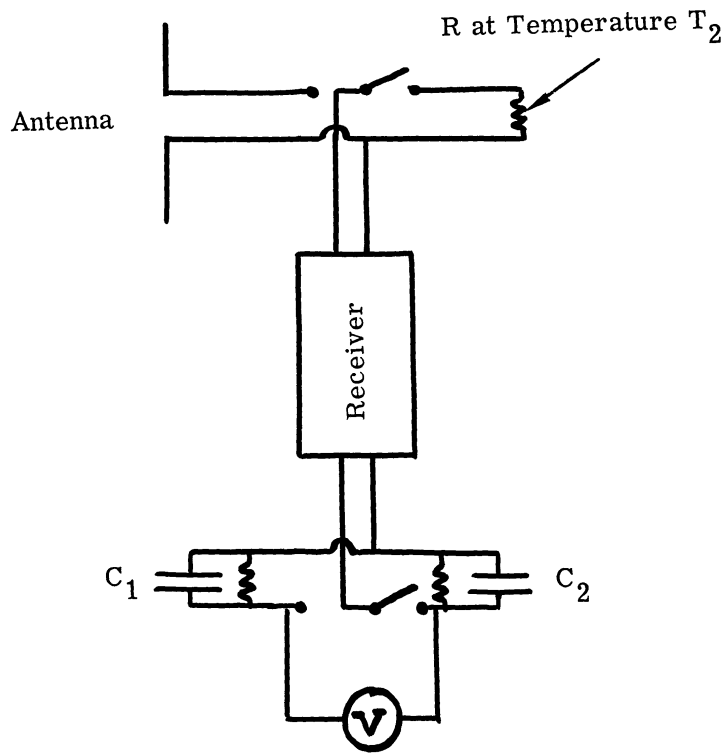 R at Temperature T₂
Antenna
Receiver
C₁
C₂
V